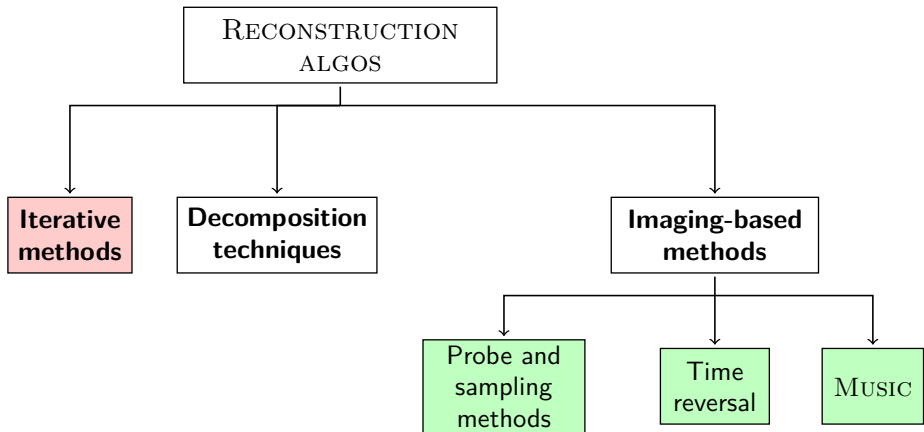 RECONSTRUCTION
ALGOS
Iterative
methods
Decomposition
techniques
Imaging-based
methods
Probe and
sampling
methods
Time
reversal
MUSIC